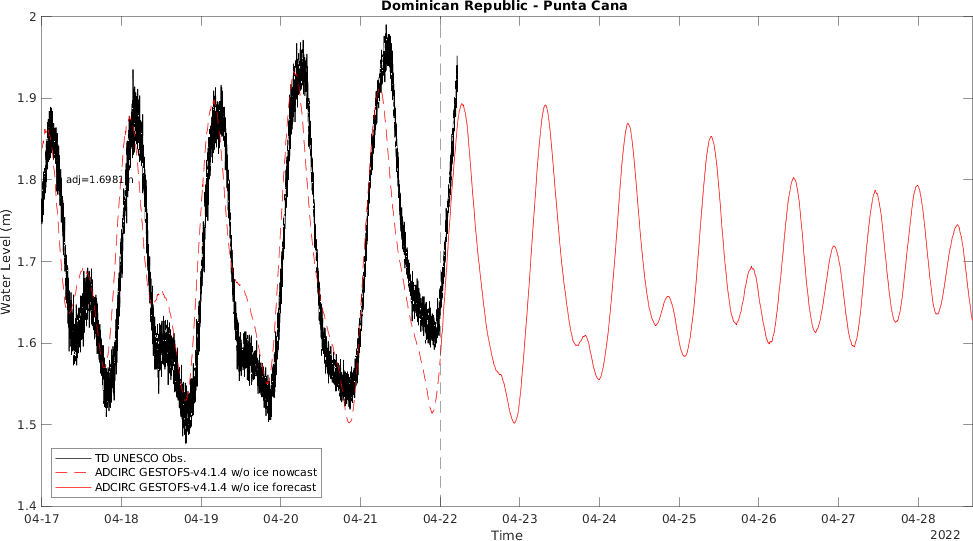 Dominican Republic - Punta Cana
2
1.9
1.8
1.7
1.6
1.5
1.4
Water Level (m)
adj=1.6981m
TD UNESCO Obs.
ADCIRC GESTOFS-v4.1.4 w/o ice nowcast
ADCIRC GESTOFS-v4.1.4 w/o ice forecast
04-17 04-18 04-19 04-20 04-21 04-22 04-23 04-24 04-25 04-26 04-27 04-28
Time
2022